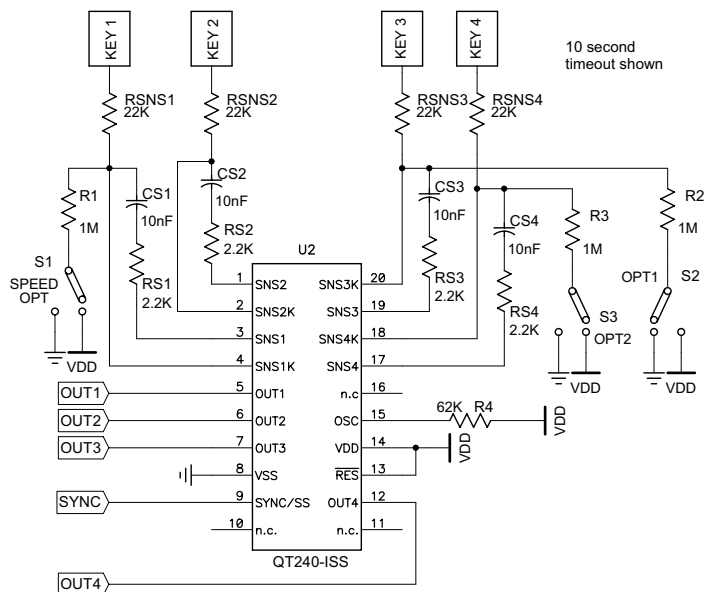 KEY 1
KEY 2
KEY 3
KEY 4
10 second
timeout shown
RSNS1
22K
RSNS2
22K
RSNS3
22K
RSNS4
22K
R1
1M
CS1
10nF
CS2
10nF
CS3
10nF
CS4
10nF
R3
1M
R2
1M
RS1
2.2K
RS2
2.2K
RS3
2.2K
RS4
2.2K
S1
SPEED
OPT
VDD
OPT1
S2
S3
OPT2
VDD
VDD
U2
1 SNS2
2 SNS2K
3 SNS1
4 SNS1K
5 OUT1
6 OUT2
7 OUT3
8 VSS
9 SYNC/SS
10 n.c.
SNS3K 20
SNS3 19
SNS4K 18
SNS4 17
n.c 16
OSC 15
VDD 14
RES 13
OUT4 12
n.c. 11
QT240-ISS
OUT1
OUT2
OUT3
SYNC
OUT4
62K R4
VDD
VDD